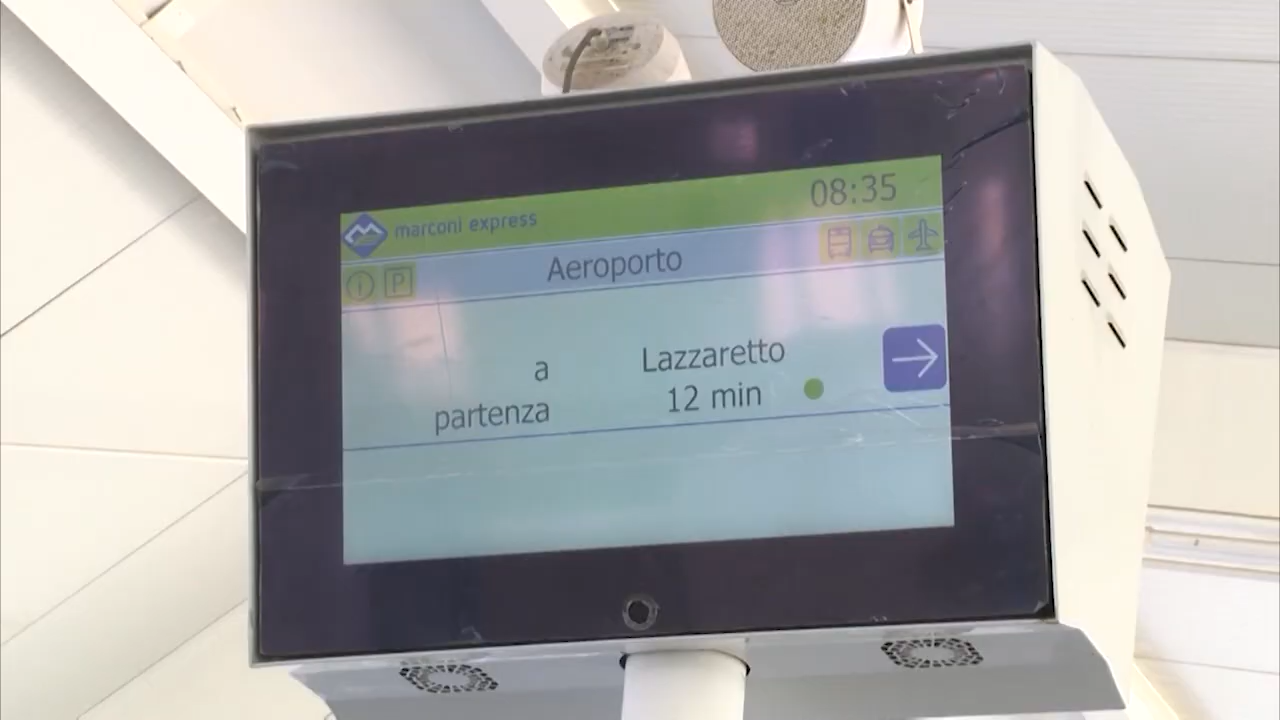 08:35
marconi express
Aeroporto
i P
a Lazzaretto
partenza 12 min